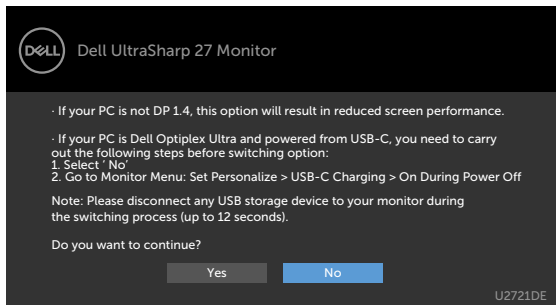 DELL
Dell UltraSharp 27 Monitor
· If your PC is not DP 1.4, this option will result in reduced screen performance.
· If your PC is Dell Optiplex Ultra and powered from USB-C, you need to carry
out the following steps before switching option:
1. Select ‘ No’
2. Go to Monitor Menu: Set Personalize > USB-C Charging > On During Power Off
Note: Please disconnect any USB storage device to your monitor during
the switching process (up to 12 seconds).
Do you want to continue?
Yes
No
U2721DE